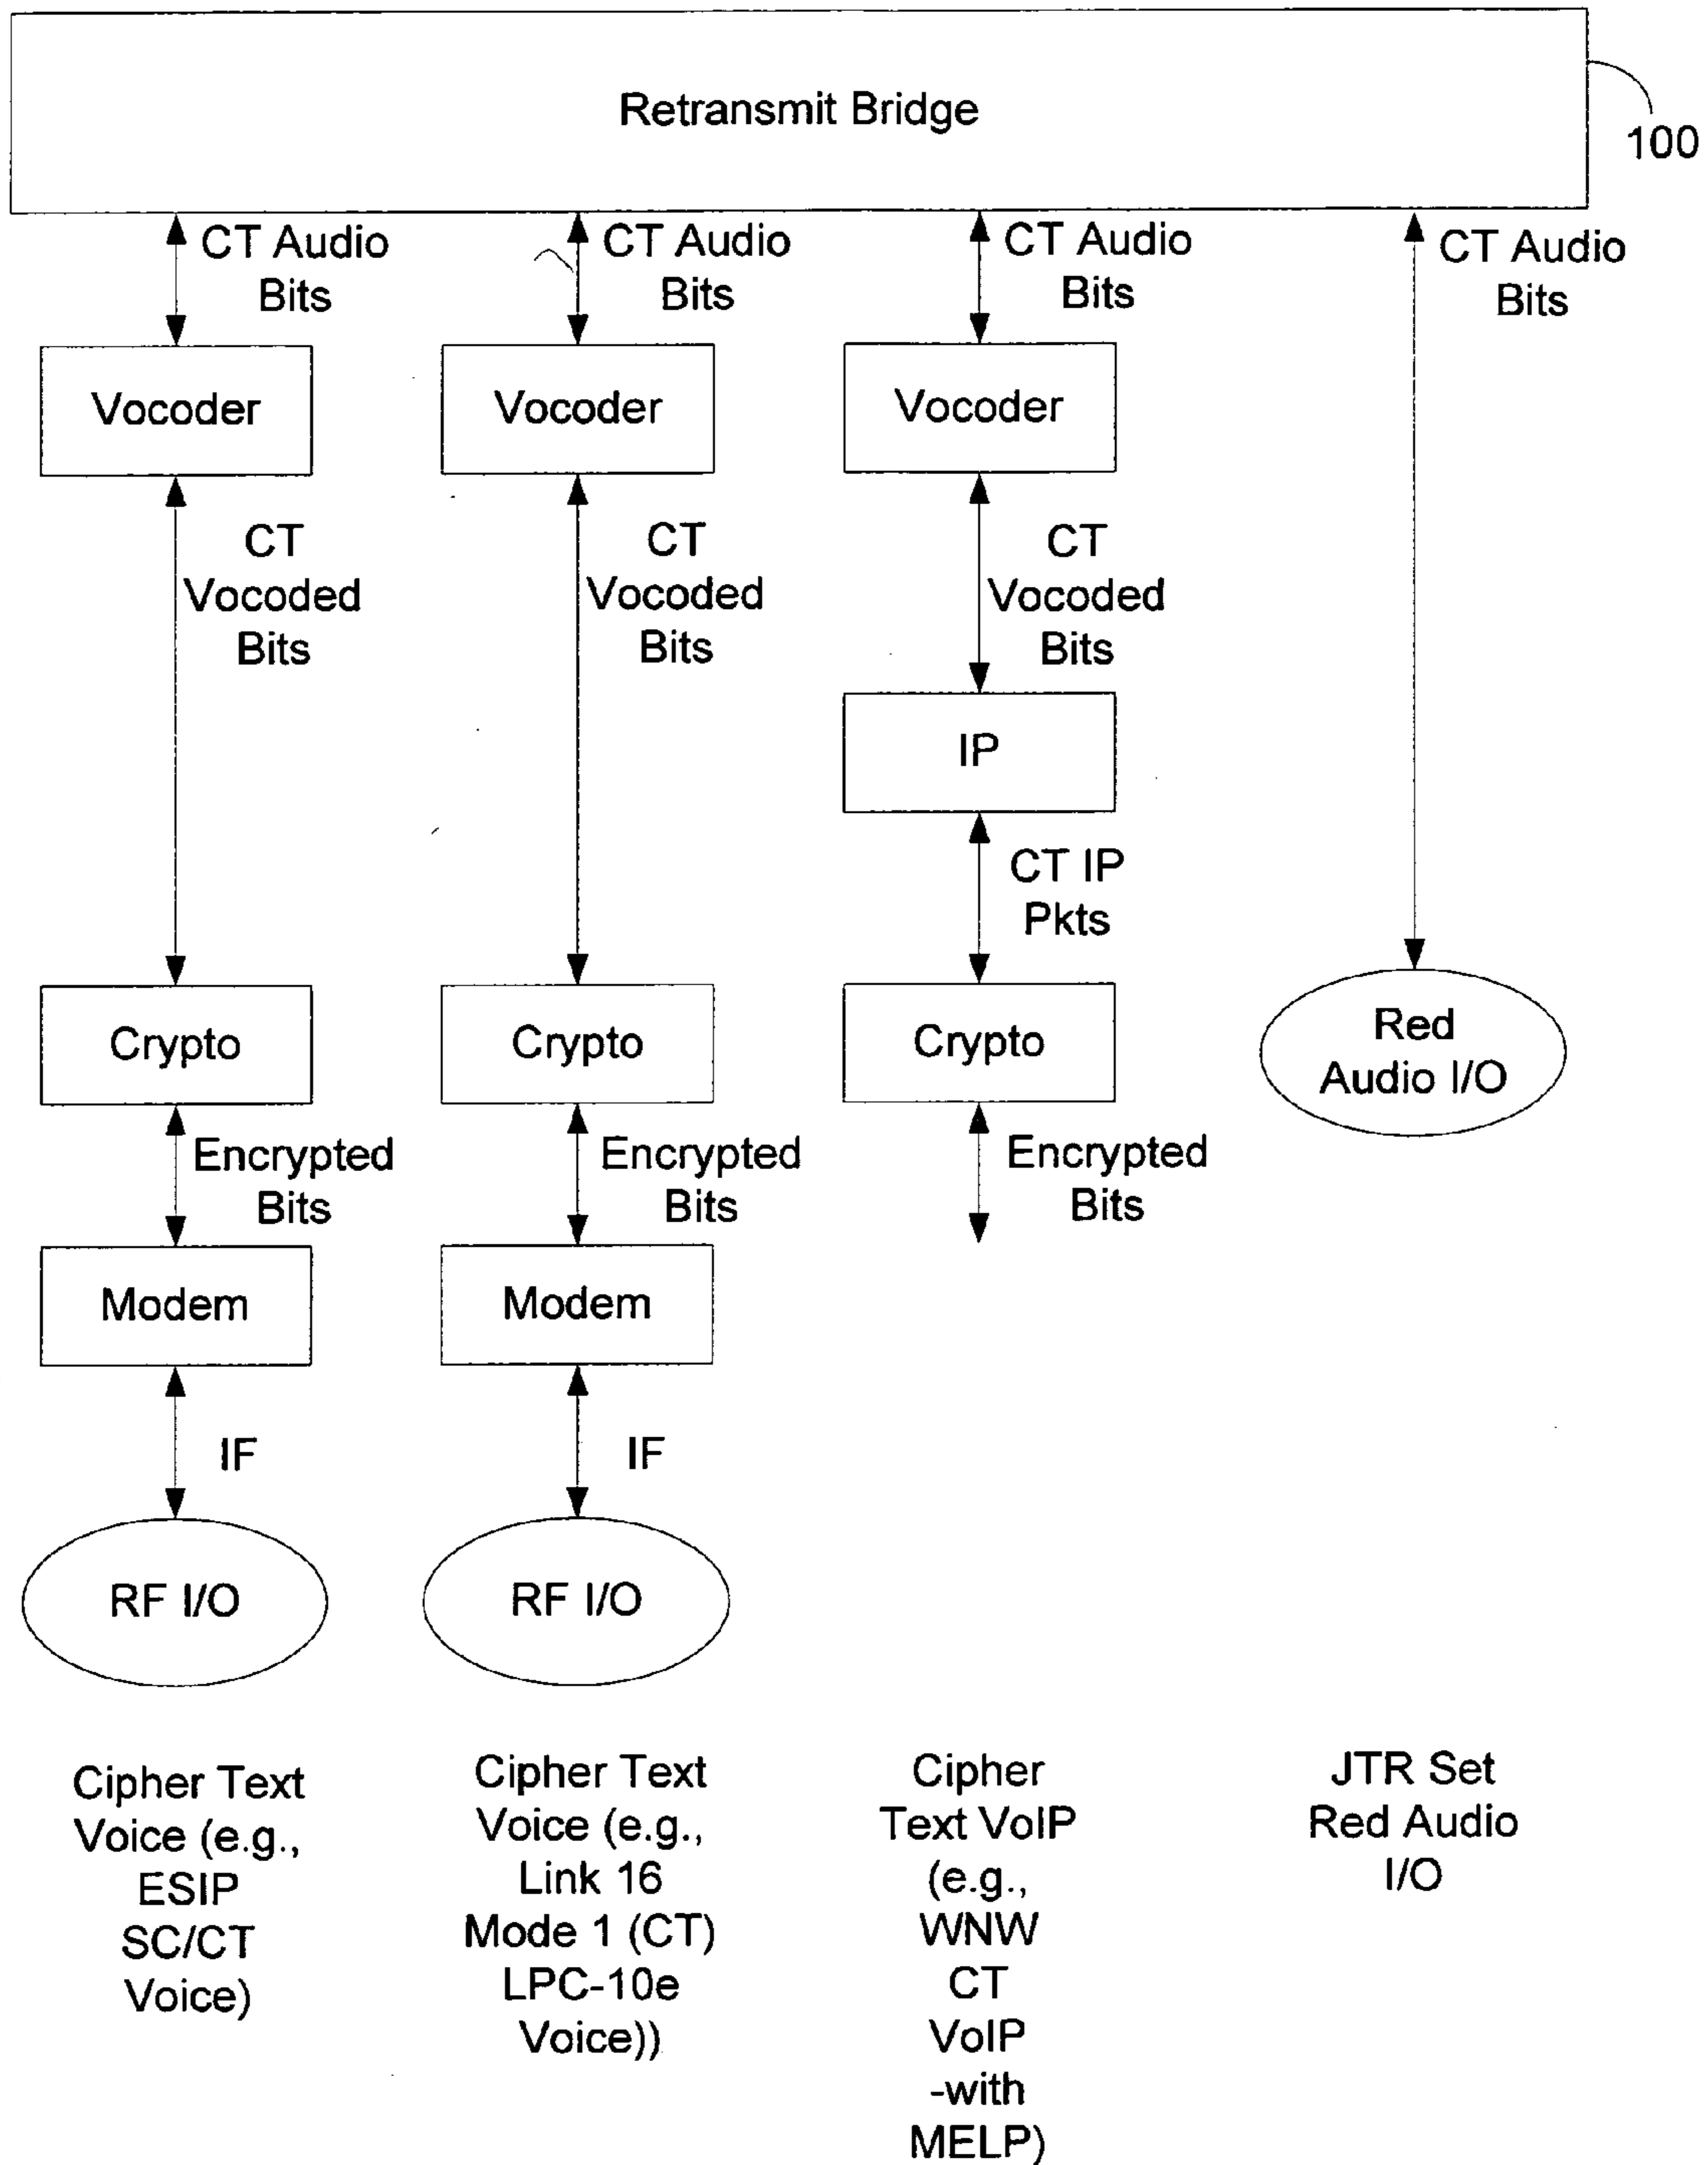 Retransmit Bridge
100
CT Audio
Bits
CT Audio
Bits
CT Audio
Bits
CT Audio
Bits
Vocoder
Vocoder
Vocoder
CT
Vocoded
Bits
CT
Vocoded
Bits
CT
Vocoded
Bits
IP
CT IP
Pkts
Crypto
Crypto
Crypto
Red
Audio I/O
Encrypted
Bits
Encrypted
Bits
Encrypted
Bits
Modem
Modem
IF
IF
RF I/O
RF I/O
Cipher Text
Voice (e.g.,
ESIP
SC/CT
Voice)
Cipher Text
Voice (e.g.,
Link 16
Mode 1 (CT)
LPC-10e
Voice))
Cipher
Text VoIP
(e.g.,
WNW
CT
VoIP
-with
MELP)
JTR Set
Red Audio
I/O